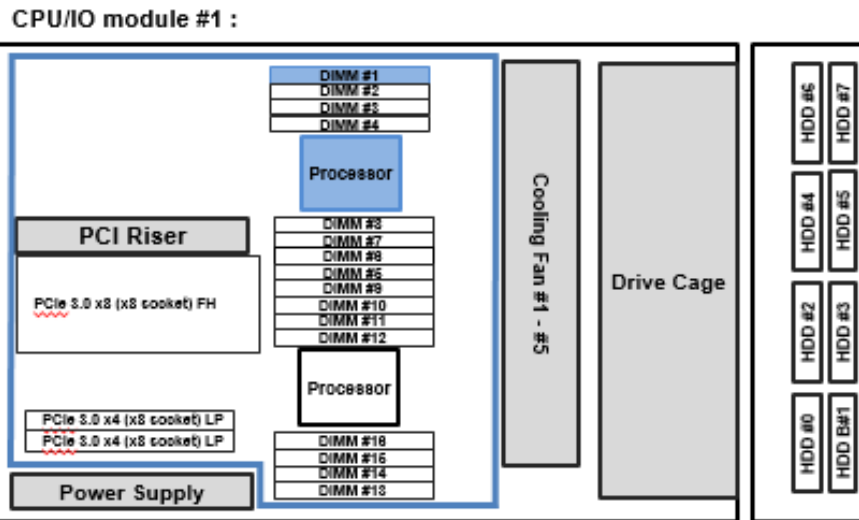 CPU/IO module #1 :
DIMM #1
DIMM #2
DIMM #3
DIMM #4
Processor
DIMM #8
DIMM #7
DIMM #6
DIMM #5
DIMM #9
DIMM #10
DIMM #11
DIMM #12
Processor
DIMM #16
DIMM #15
DIMM #14
DIMM #13
PCI Riser
PCIe 3.0 x8 (x8 socket) FH
PCIe 3.0 x4 (x8 socket) LP
PCIe 3.0 x4 (x8 socket) LP
Power Supply
Cooling Fan #1 - #5
Drive Cage
HDD #6
HDD #7
HDD #4
HDD #5
HDD #2
HDD #3
HDD #0
HDD B#1